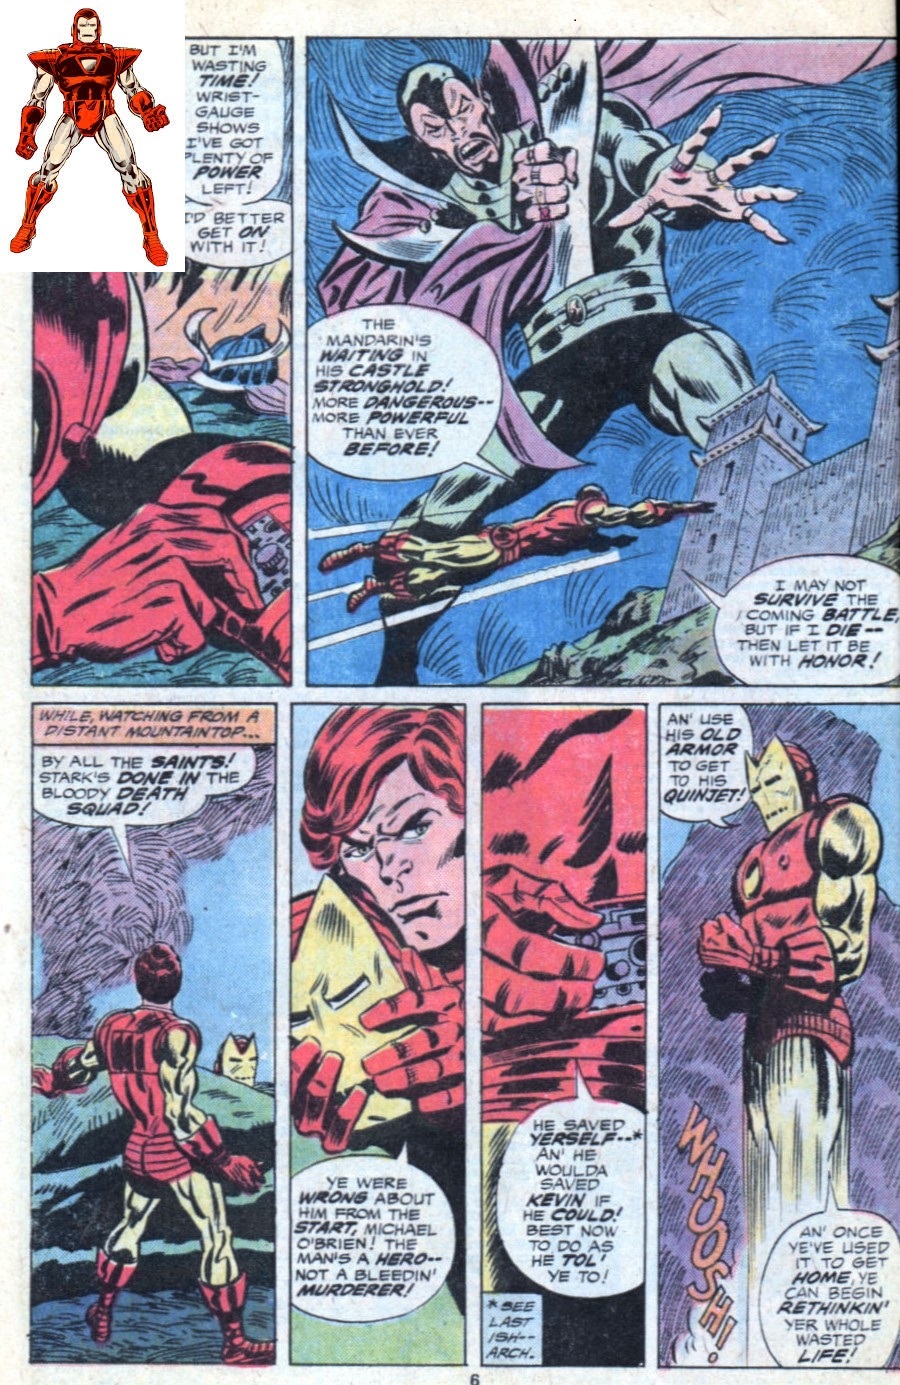 BUT I'M
WASTING
TIME!
WRIST-
GAUGE
SHOWS
I'VE GOT
PLENTY OF
POWER
LEFT!
I'D BETTER
GET ON
WITH IT!
THE
MANDARIN'S
WAITING IN
HIS CASTLE
STRONGHOLD!
MORE DANGEROUS--
MORE POWERFUL
THAN EVER
BEFORE!
I MAY NOT
SURVIVE THE
COMING BATTLE,
BUT IF I DIE--
THEN LET IT BE
WITH HONOR!
WHILE, WATCHING FROM A
DISTANT MOUNTAINTOP...
BY ALL THE SAINTS!
STARK'S DONE IN THE
BLOODY DEATH
SQUAD!
YE WERE
WRONG ABOUT
HIM FROM THE
START, MICHAEL
O'BRIEN! THE
MAN'S A HERO--
NOT A BLEEDIN'
MURDERER!
HE SAVED
YERSELF--*
AN' HE
WOULDA
SAVED
KEVIN IF
HE COULD!
BEST NOW
TO DO AS
HE TOL'
YE TO!
*SEE
LAST
ISH--
ARCH.
AN' USE
HIS OLD
ARMOR
TO GET
TO HIS
QUINJET!
WHOOSH!
AN' ONCE
YE'VE USED
IT TO GET
HOME, YE
CAN BEGIN
RETHINKIN'
YER WHOLE
WASTED
LIFE!
6